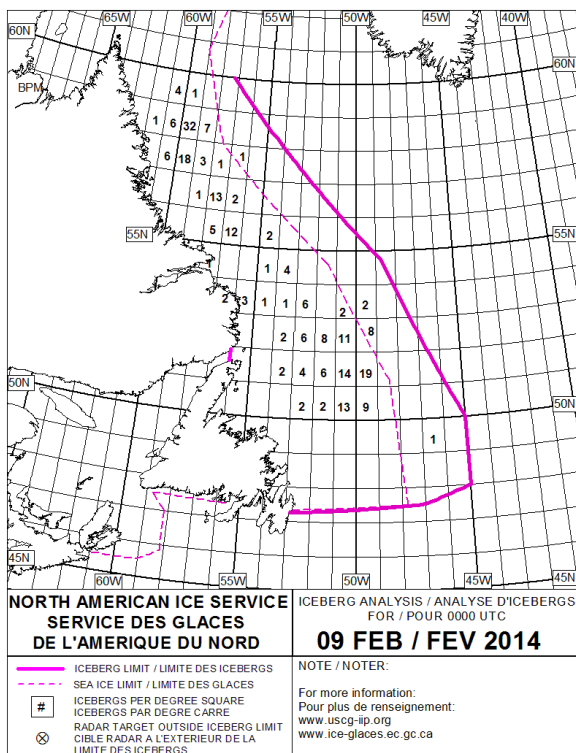 65W 60W 55W 50W 45W 40W
60N
60N
BPM
4 1
1 6 32 7
6 18 3 1 1
1 13 2
5 12 2
55N
55N
1 4
2 3 1 1 6 2 2
2 6 8 11 8
2 4 6 14 19
50N
2 2 13 9
50N
1
45N
45N
60W 55W 50W 45W
NORTH AMERICAN ICE SERVICE
SERVICE DES GLACES
DE L'AMERIQUE DU NORD
ICEBERG ANALYSIS / ANALYSE D'ICEBERGS
FOR / POUR 0000 UTC
09 FEB / FEV 2014
ICEBERG LIMIT / LIMITE DES ICEBERGS
SEA ICE LIMIT / LIMITE DES GLACES
# ICEBERGS PER DEGREE SQUARE
ICEBERGS PAR DEGRE CARRE
RADAR TARGET OUTSIDE ICEBERG LIMIT
CIBLE RADAR A L'EXTERIEUR DE LA
LIMITE DES ICEBERGS
NOTE / NOTER:
For more information:
Pour plus de renseignement:
www.uscg-iip.org
www.ice-glaces.ec.gc.ca